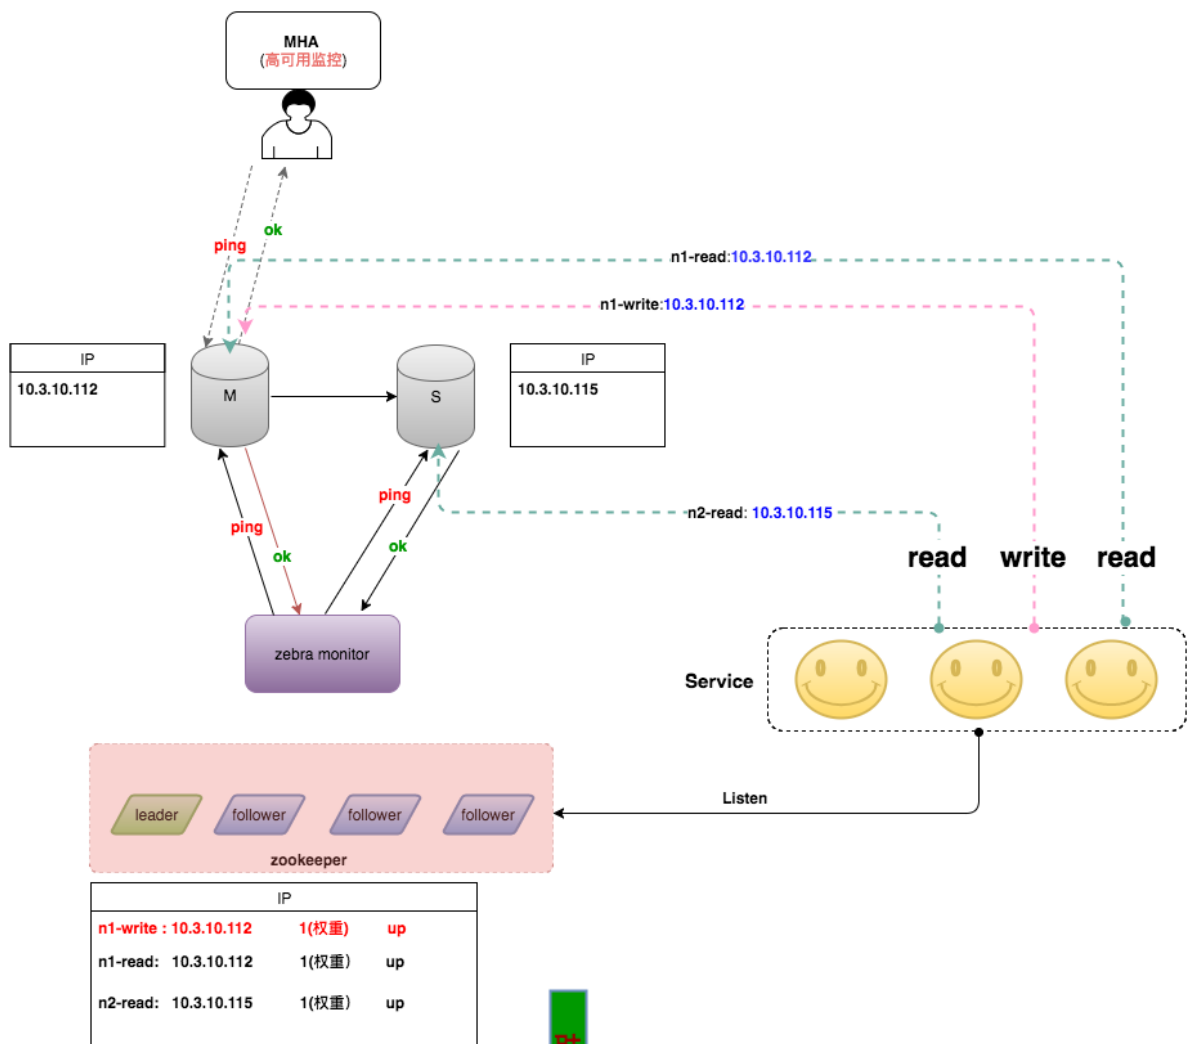 MHA
(高可用监控)
ping
ok
n1-read:10.3.10.112
n1-write:10.3.10.112
IP
10.3.10.112
M
S
IP
10.3.10.115
ping
ok
ping
ok
n2-read: 10.3.10.115
read
write
read
zebra monitor
Service
Listen
leader
follower
follower
follower
zookeeper
IP
n1-write : 10.3.10.112 1(权重) up
n1-read: 10.3.10.112 1(权重) up
n2-read: 10.3.10.115 1(权重) up